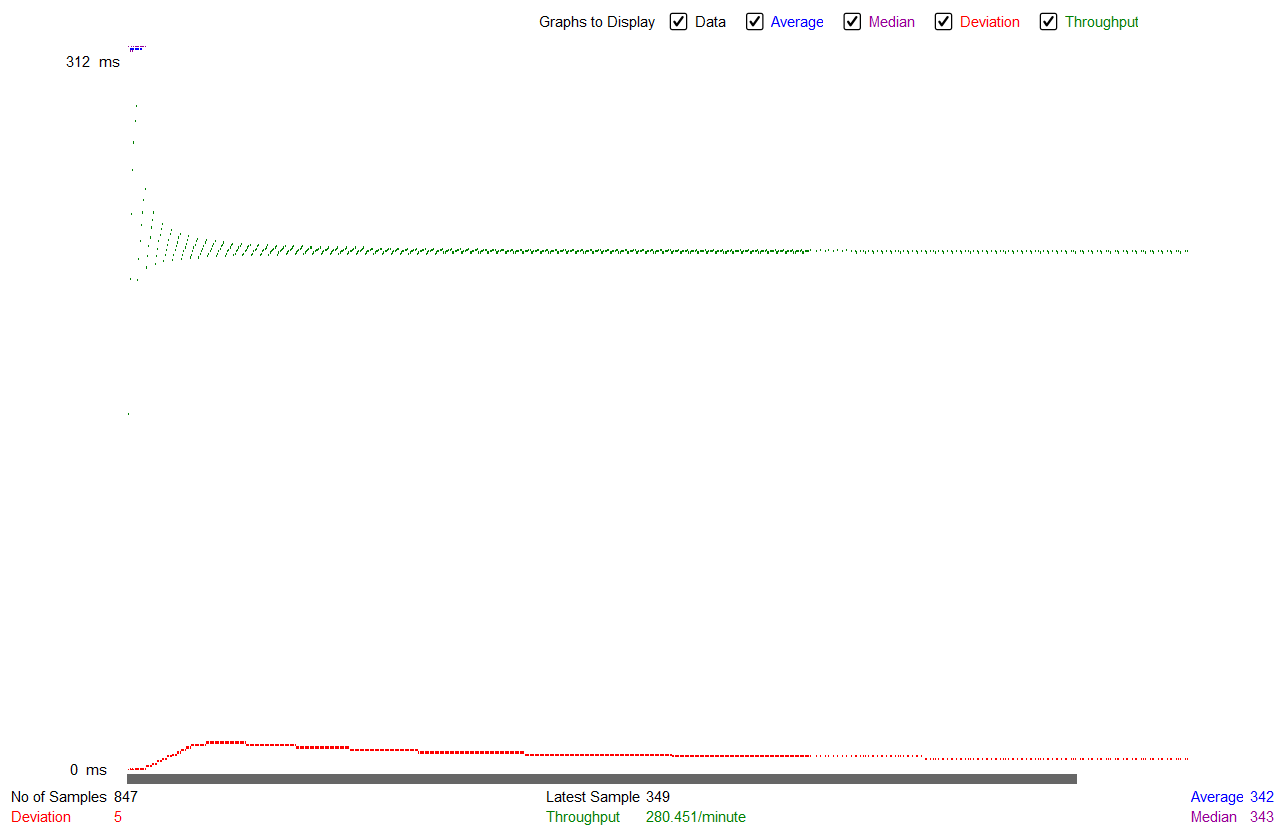 Graphs to Display Data Average Median Deviation Throughput
312 ms
0 ms
No of Samples 847 Latest Sample 349 Average 342
Deviation 5 Throughput 280.451/minute Median 343